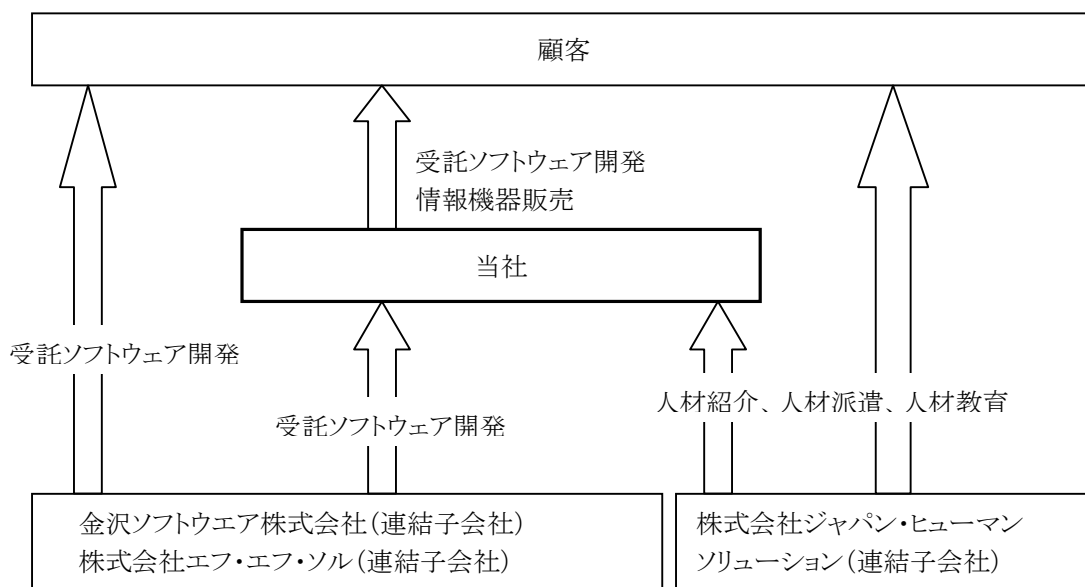 顧客
受託ソフトウェア開発
情報機器販売
当社
受託ソフトウェア開発
人材紹介、人材派遣、人材教育
受託ソフトウェア開発
金沢ソフトウエア株式会社(連結子会社)
株式会社エフ・エフ・ソル(連結子会社)
株式会社ジャパン・ヒューマン
ソリューション(連結子会社)